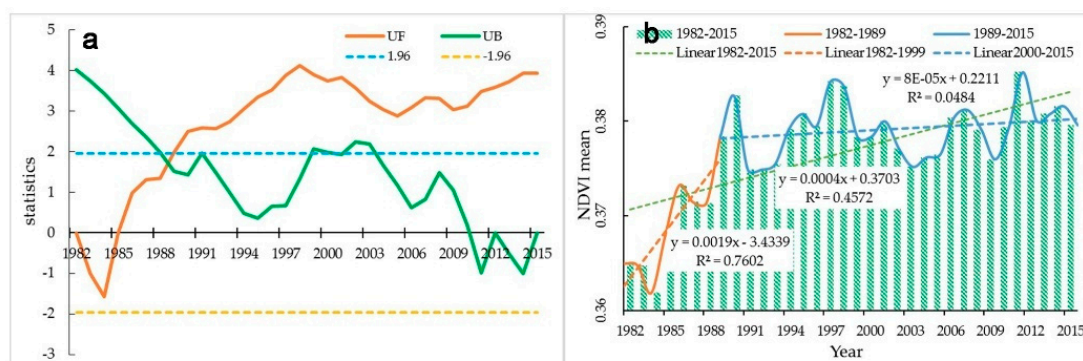 a
UF
UB
1.96
-1.96
statistics
5
4
3
2
1
0
-1
-2
-3
1982 1985 1988 1991 1994 1997 2000 2003 2006 2009 2012 2015
b
1982-2015
1982-1989
1989-2015
Linear1982-2015
Linear1982-1999
Linear2000-2015
y = 8E-05x + 0.2211
R² = 0.0484
y = 0.0004x + 0.3703
R² = 0.4572
y = 0.0019x - 3.4339
R² = 0.7602
NDVI mean
0.39
0.38
0.37
0.36
1982 1985 1988 1991 1994 1997 2000 2003 2006 2009 2012 2015
Year